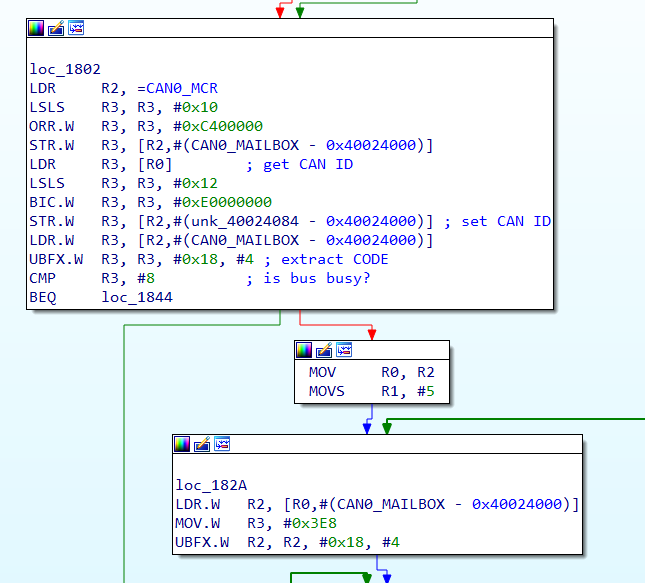 loc_1802
LDR R2, =CAN0_MCR
LSLS R3, R3, #0x10
ORR.W R3, R3, #0xC400000
STR.W R3, [R2,#(CAN0_MAILBOX - 0x40024000)]
LDR R3, [R0] ; get CAN ID
LSLS R3, R3, #0x12
BIC.W R3, R3, #0xE0000000
STR.W R3, [R2,#(unk_40024084 - 0x40024000)] ; set CAN ID
LDR.W R3, [R2,#(CAN0_MAILBOX - 0x40024000)]
UBFX.W R3, R3, #0x18, #4 ; extract CODE
CMP R3, #8 ; is bus busy?
BEQ loc_1844
MOV R0, R2
MOVS R1, #5
loc_182A
LDR.W R2, [R0,#(CAN0_MAILBOX - 0x40024000)]
MOV.W R3, #0x3E8
UBFX.W R2, R2, #0x18, #4